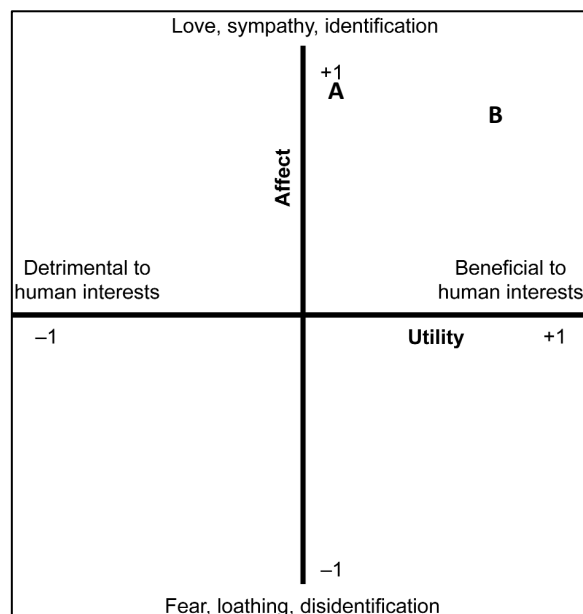 Love, sympathy, identification
+1
A
B
Affect
Detrimental to
human interests
Beneficial to
human interests
–1
Utility
+1
–1
Fear, loathing, disidentification